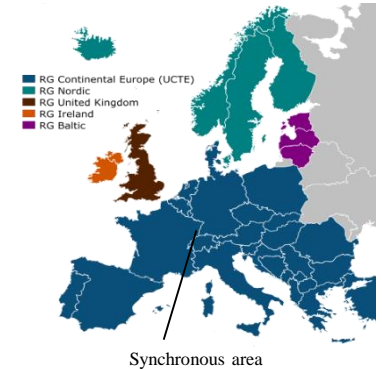 RG Continental Europe (UCTE)
RG Nordic
RG United Kingdom
RG Ireland
RG Baltic
Synchronous area